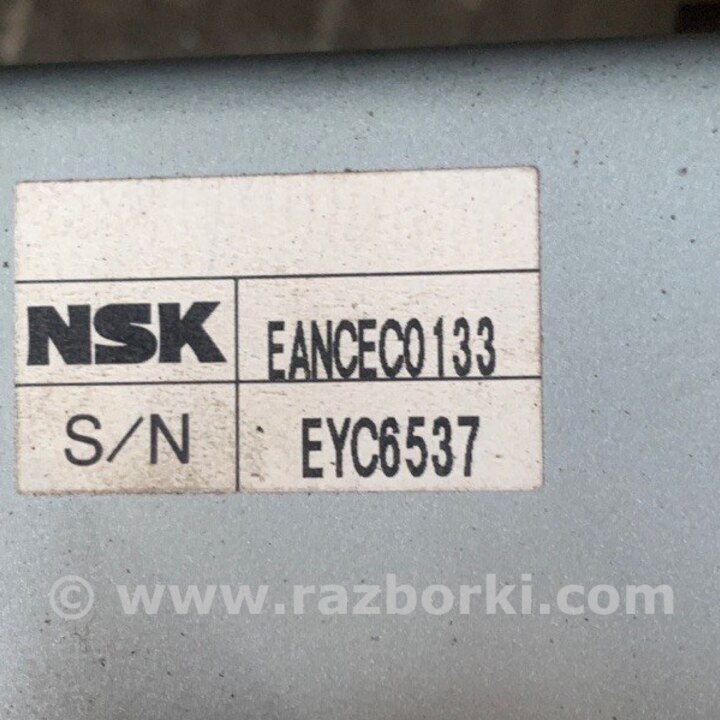 NSK EANCEC0133
S/N EYC6537
© www.razborki.com